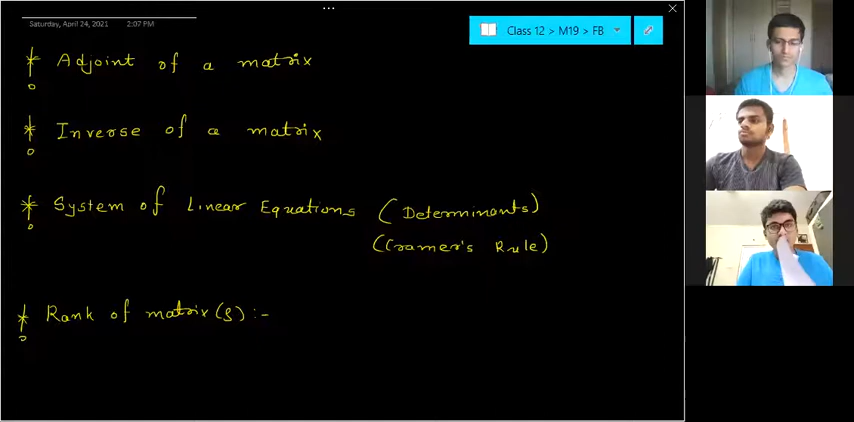 Saturday, April 24, 2021 2:07 PM
Class 12 > M19 > FB
* Adjoint of a matrix
* Inverse of a matrix
* System of Linear Equations (Determinants)
(Cramer's Rule)
* Rank of matrix (S) :-